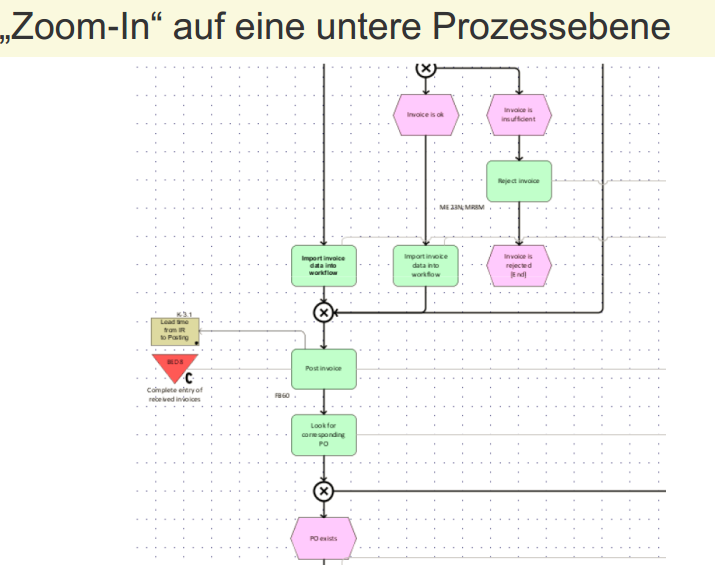 „Zoom-In“ auf eine untere Prozessebene
Invoice is ok
Invoice is
insufficient
Reject invoice
ME23N, MRBM
Import invoice
data into
workflow
Import invoice
data into
workflow
Invoice is
rejected
[End]
K-3.1
Lead time
from IR
to Posting
C
Complete entry of
received invoices
Post invoice
FB60
Look for
corresponding
PO
PO exists